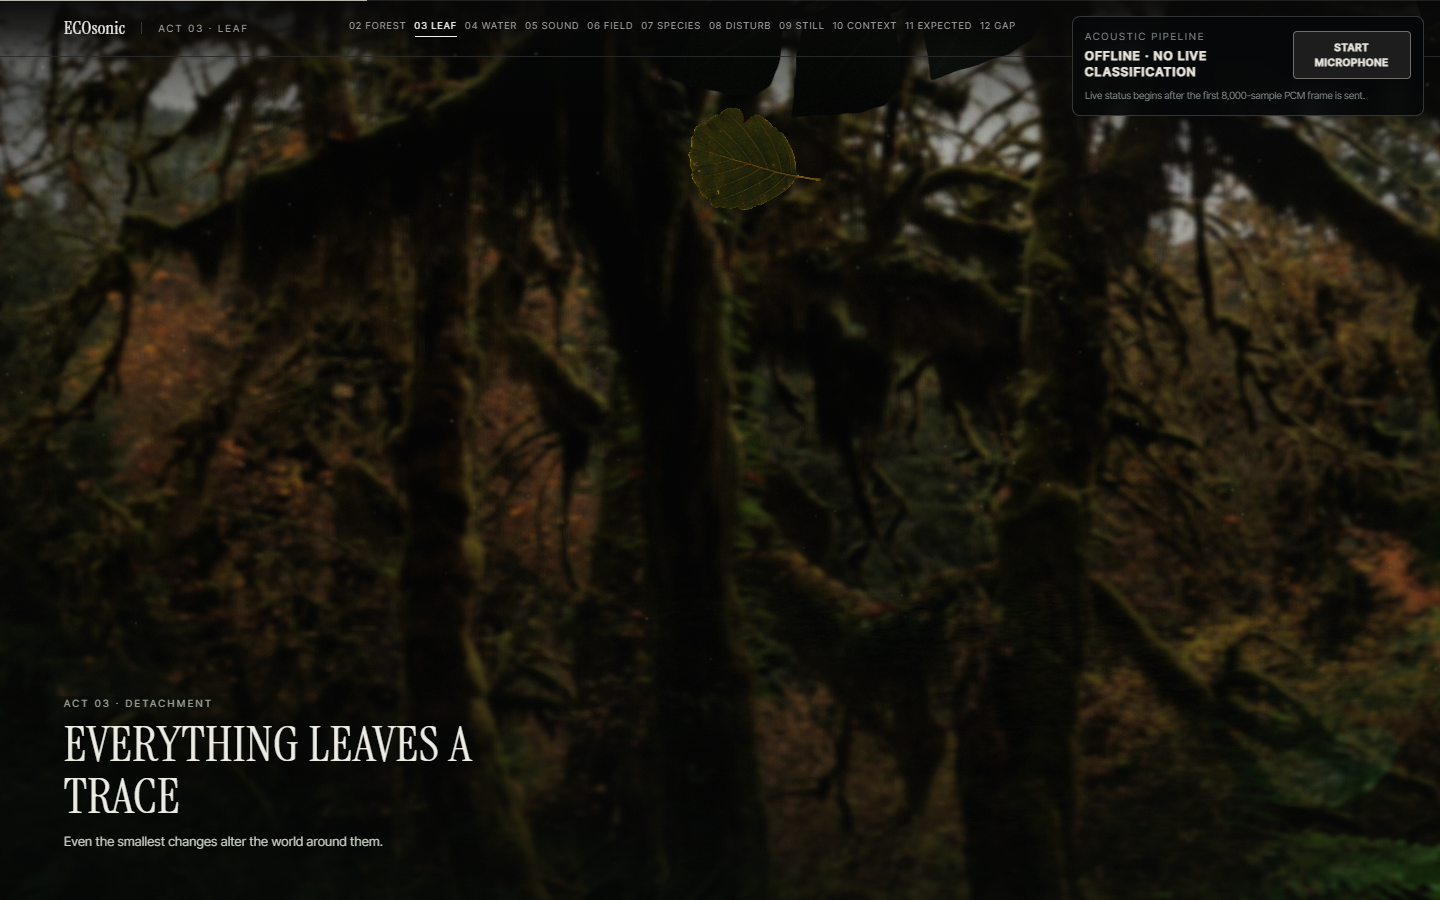 ECOsonic
ACT 03 · LEAF
02 FOREST 03 LEAF 04 WATER 05 SOUND 06 FIELD 07 SPECIES 08 DISTURB 09 STILL 10 CONTEXT 11 EXPECTED 12 GAP
ACOUSTIC PIPELINE
OFFLINE · NO LIVE
CLASSIFICATION
START
MICROPHONE
Live status begins after the first 8,000-sample PCM frame is sent.
ACT 03 · DETACHMENT
EVERYTHING LEAVES A
TRACE
Even the smallest changes alter the world around them.